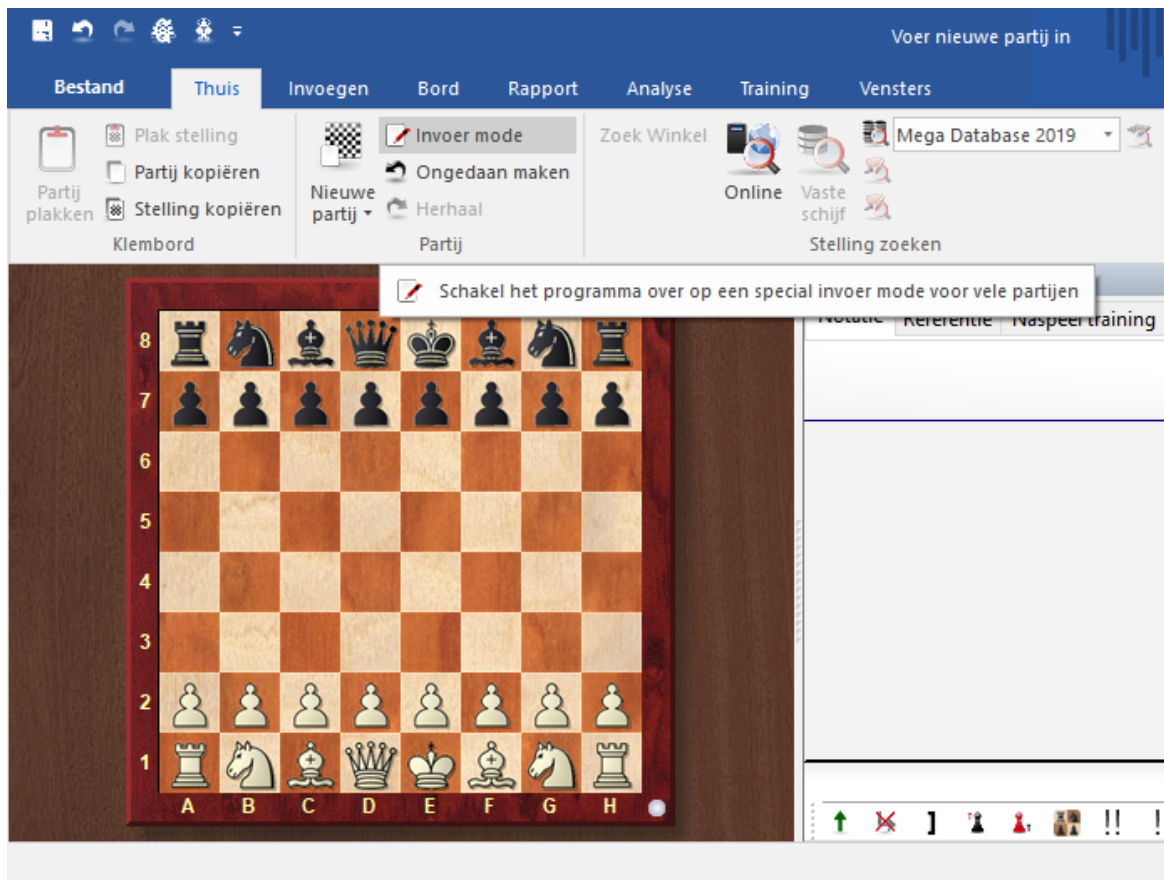 Voer nieuwe partij in
Bestand Thuis Invoegen Bord Rapport Analyse Training Vensters
Plak stelling
Partij kopiëren
Stelling kopiëren
Partij
plakken
Klembord
Nieuwe
partij
Invoer mode
Ongedaan maken
Herhaal
Partij
Zoek Winkel
Online
Vaste
schijf
Mega Database 2019
Stelling zoeken
Schakel het programma over op een special invoer mode voor vele partijen
Notatie Referentie Naspeel training
8
7
6
5
4
3
2
1
A B C D E F G H
] !! !